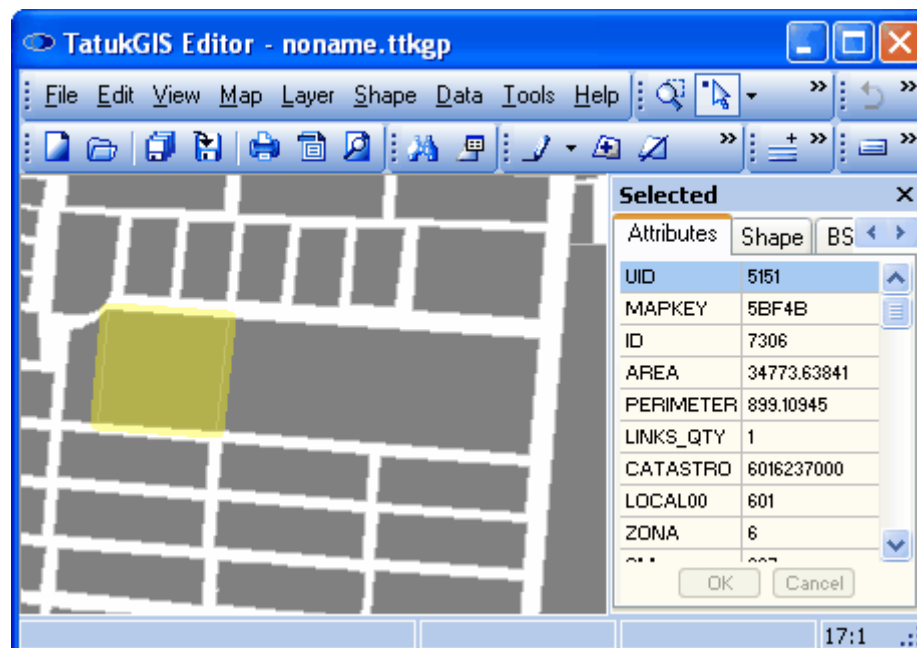 TatukGIS Editor - noname.ttkgp
File Edit View Map Layer Shape Data Tools Help
Selected
Attributes Shape BS
UID 5151
MAPKEY 5BF4B
ID 7306
AREA 34773.63841
PERIMETER 899.10945
LINKS_QTY 1
CATASTRO 6016237000
LOCAL00 601
ZONA 6
OK Cancel
17:1